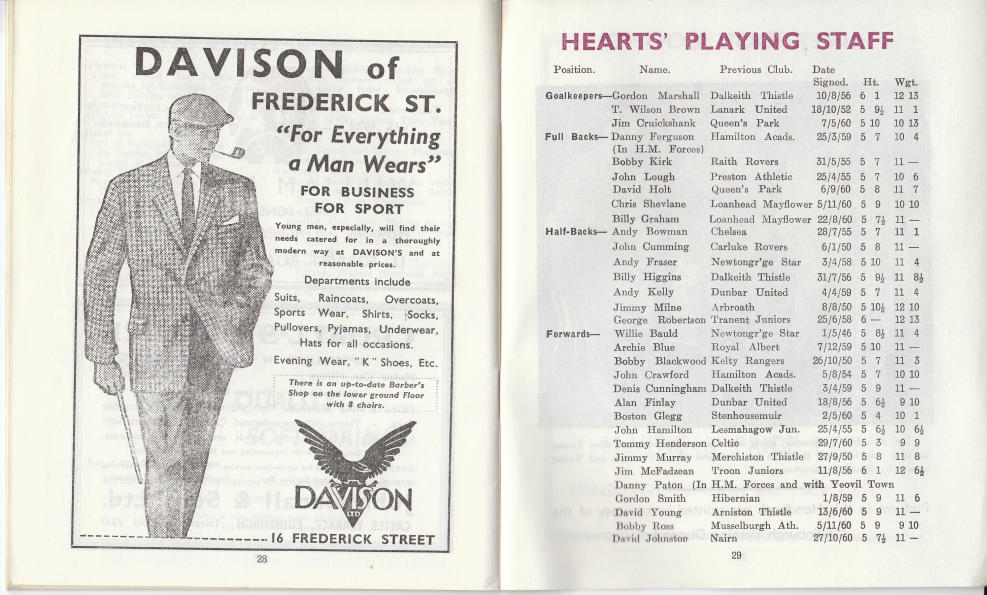 DAVISON of
FREDERICK ST.
"For Everything
a Man Wears"
FOR BUSINESS
FOR SPORT
Young men, especially, will find their
needs catered for in a thoroughly
modern way at DAVISON'S and at
reasonable prices.
Departments include
Suits, Raincoats, Overcoats,
Sports Wear, Shirts, Socks,
Pullovers, Pyjamas, Underwear,
Hats for all occasions.
Evening Wear, "K" Shoes, Etc.
There is an up-to-date Barber's
Shop on the lower ground Floor
with 8 chairs.
DAVISON
LTD
16 FREDERICK STREET
28
HEARTS' PLAYING STAFF
Position. Name. Previous Club. Date
Signed. Ht. Wgt.
Goalkeepers—Gordon Marshall Dalkeith Thistle 10/8/56 6 1 12 13
T. Wilson Brown Lanark United 18/10/52 5 9½ 11 1
Jim Cruickshank Queen's Park 7/5/60 5 10 10 13
Full Backs—Danny Ferguson Hamilton Acads. 25/3/59 5 7 10 4
(In H.M. Forces)
Bobby Kirk Raith Rovers 31/5/55 5 7 11 —
John Lough Preston Athletic 25/4/55 5 7 10 6
David Holt Queen's Park 6/9/60 5 8 11 7
Chris Shevlane Loanhead Mayflower 5/11/60 5 9 10 10
Billy Graham Loanhead Mayflower 22/8/60 5 7½ 11 —
Half-Backs— Andy Bowman Chelsea 28/7/55 5 7 11 1
John Cumming Carluke Rovers 6/1/50 5 8 11 —
Andy Fraser Newtongr'ge Star 3/4/58 5 10 11 4
Billy Higgins Dalkeith Thistle 31/7/56 5 9½ 11 8½
Andy Kelly Dunbar United 4/4/59 5 7 11 4
Jimmy Milne Arbroath 8/8/50 5 10½ 12 10
George Robertson Tranent Juniors 25/6/58 6 — 12 13
Forwards— Willie Bauld Newtongr'ge Star 1/5/46 5 8½ 11 4
Archie Blue Royal Albert 7/12/59 5 10 11 —
Bobby Blackwood Kelty Rangers 26/10/50 5 7 11 3
John Crawford Hamilton Acads. 5/8/54 5 7 10 10
Denis Cunningham Dalkeith Thistle 3/4/59 5 9 11 —
Alan Finlay Dunbar United 18/8/56 5 6½ 9 10
Boston Glegg Stenhousemuir 2/5/60 5 4 10 1
John Hamilton Lesmahagow Jun. 25/4/55 5 6½ 10 6½
Tommy Henderson Celtic 29/7/60 5 3 9 9
Jimmy Murray Merchiston Thistle 27/9/50 5 8 11 8
Jim McFadzean Troon Juniors 11/8/56 6 1 12 6½
Danny Paton (In H.M. Forces and with Yeovil Town
Gordon Smith Hibernian 1/8/59 5 9 11 6
David Young Arniston Thistle 13/6/60 5 9 11 —
Bobby Ross Musselburgh Ath. 5/11/60 5 9 9 10
David Johnston Nairn 27/10/60 5 7½ 11 —
29